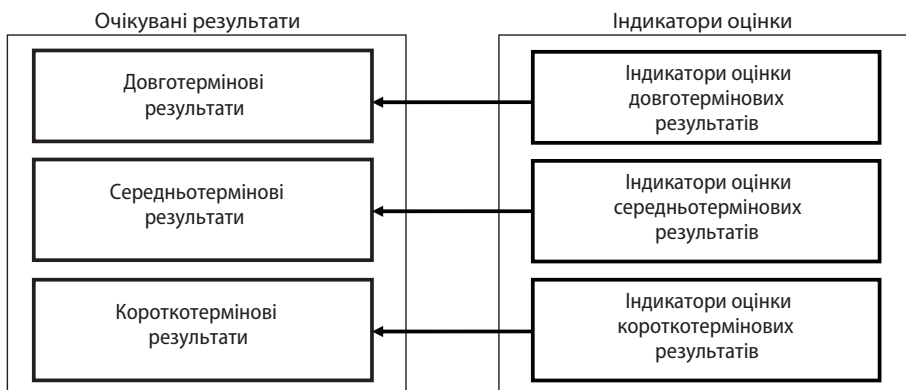 Очікувані результати
Довготермінові
результати
Середньотермінові
результати
Короткотермінові
результати
Індикатори оцінки
Індикатори оцінки
довготермінових
результатів
Індикатори оцінки
середньотермінових
результатів
Індикатори оцінки
короткотермінових
результатів